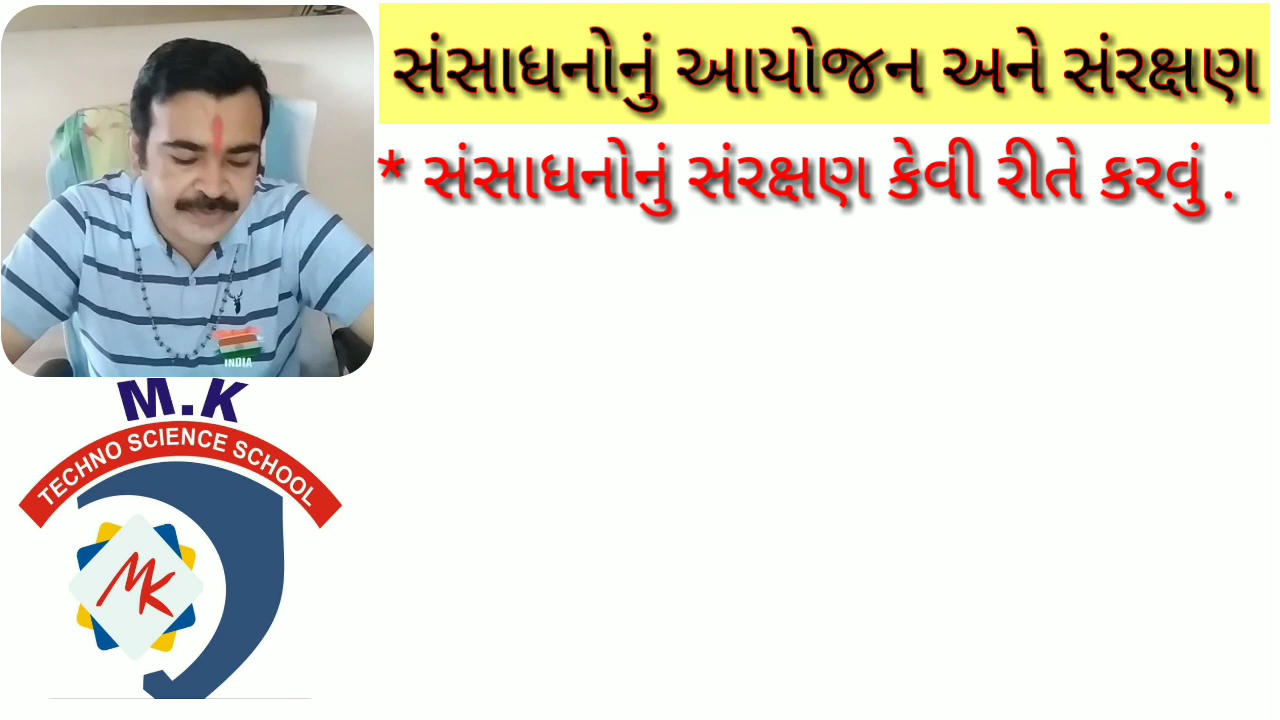 સંસાધનોનું આયોજન અને સંરક્ષણ
* સંસાધનોનું સંરક્ષણ કેવી રીતે કરવું .
INDIA
M.K
TECHNO SCIENCE SCHOOL
MK